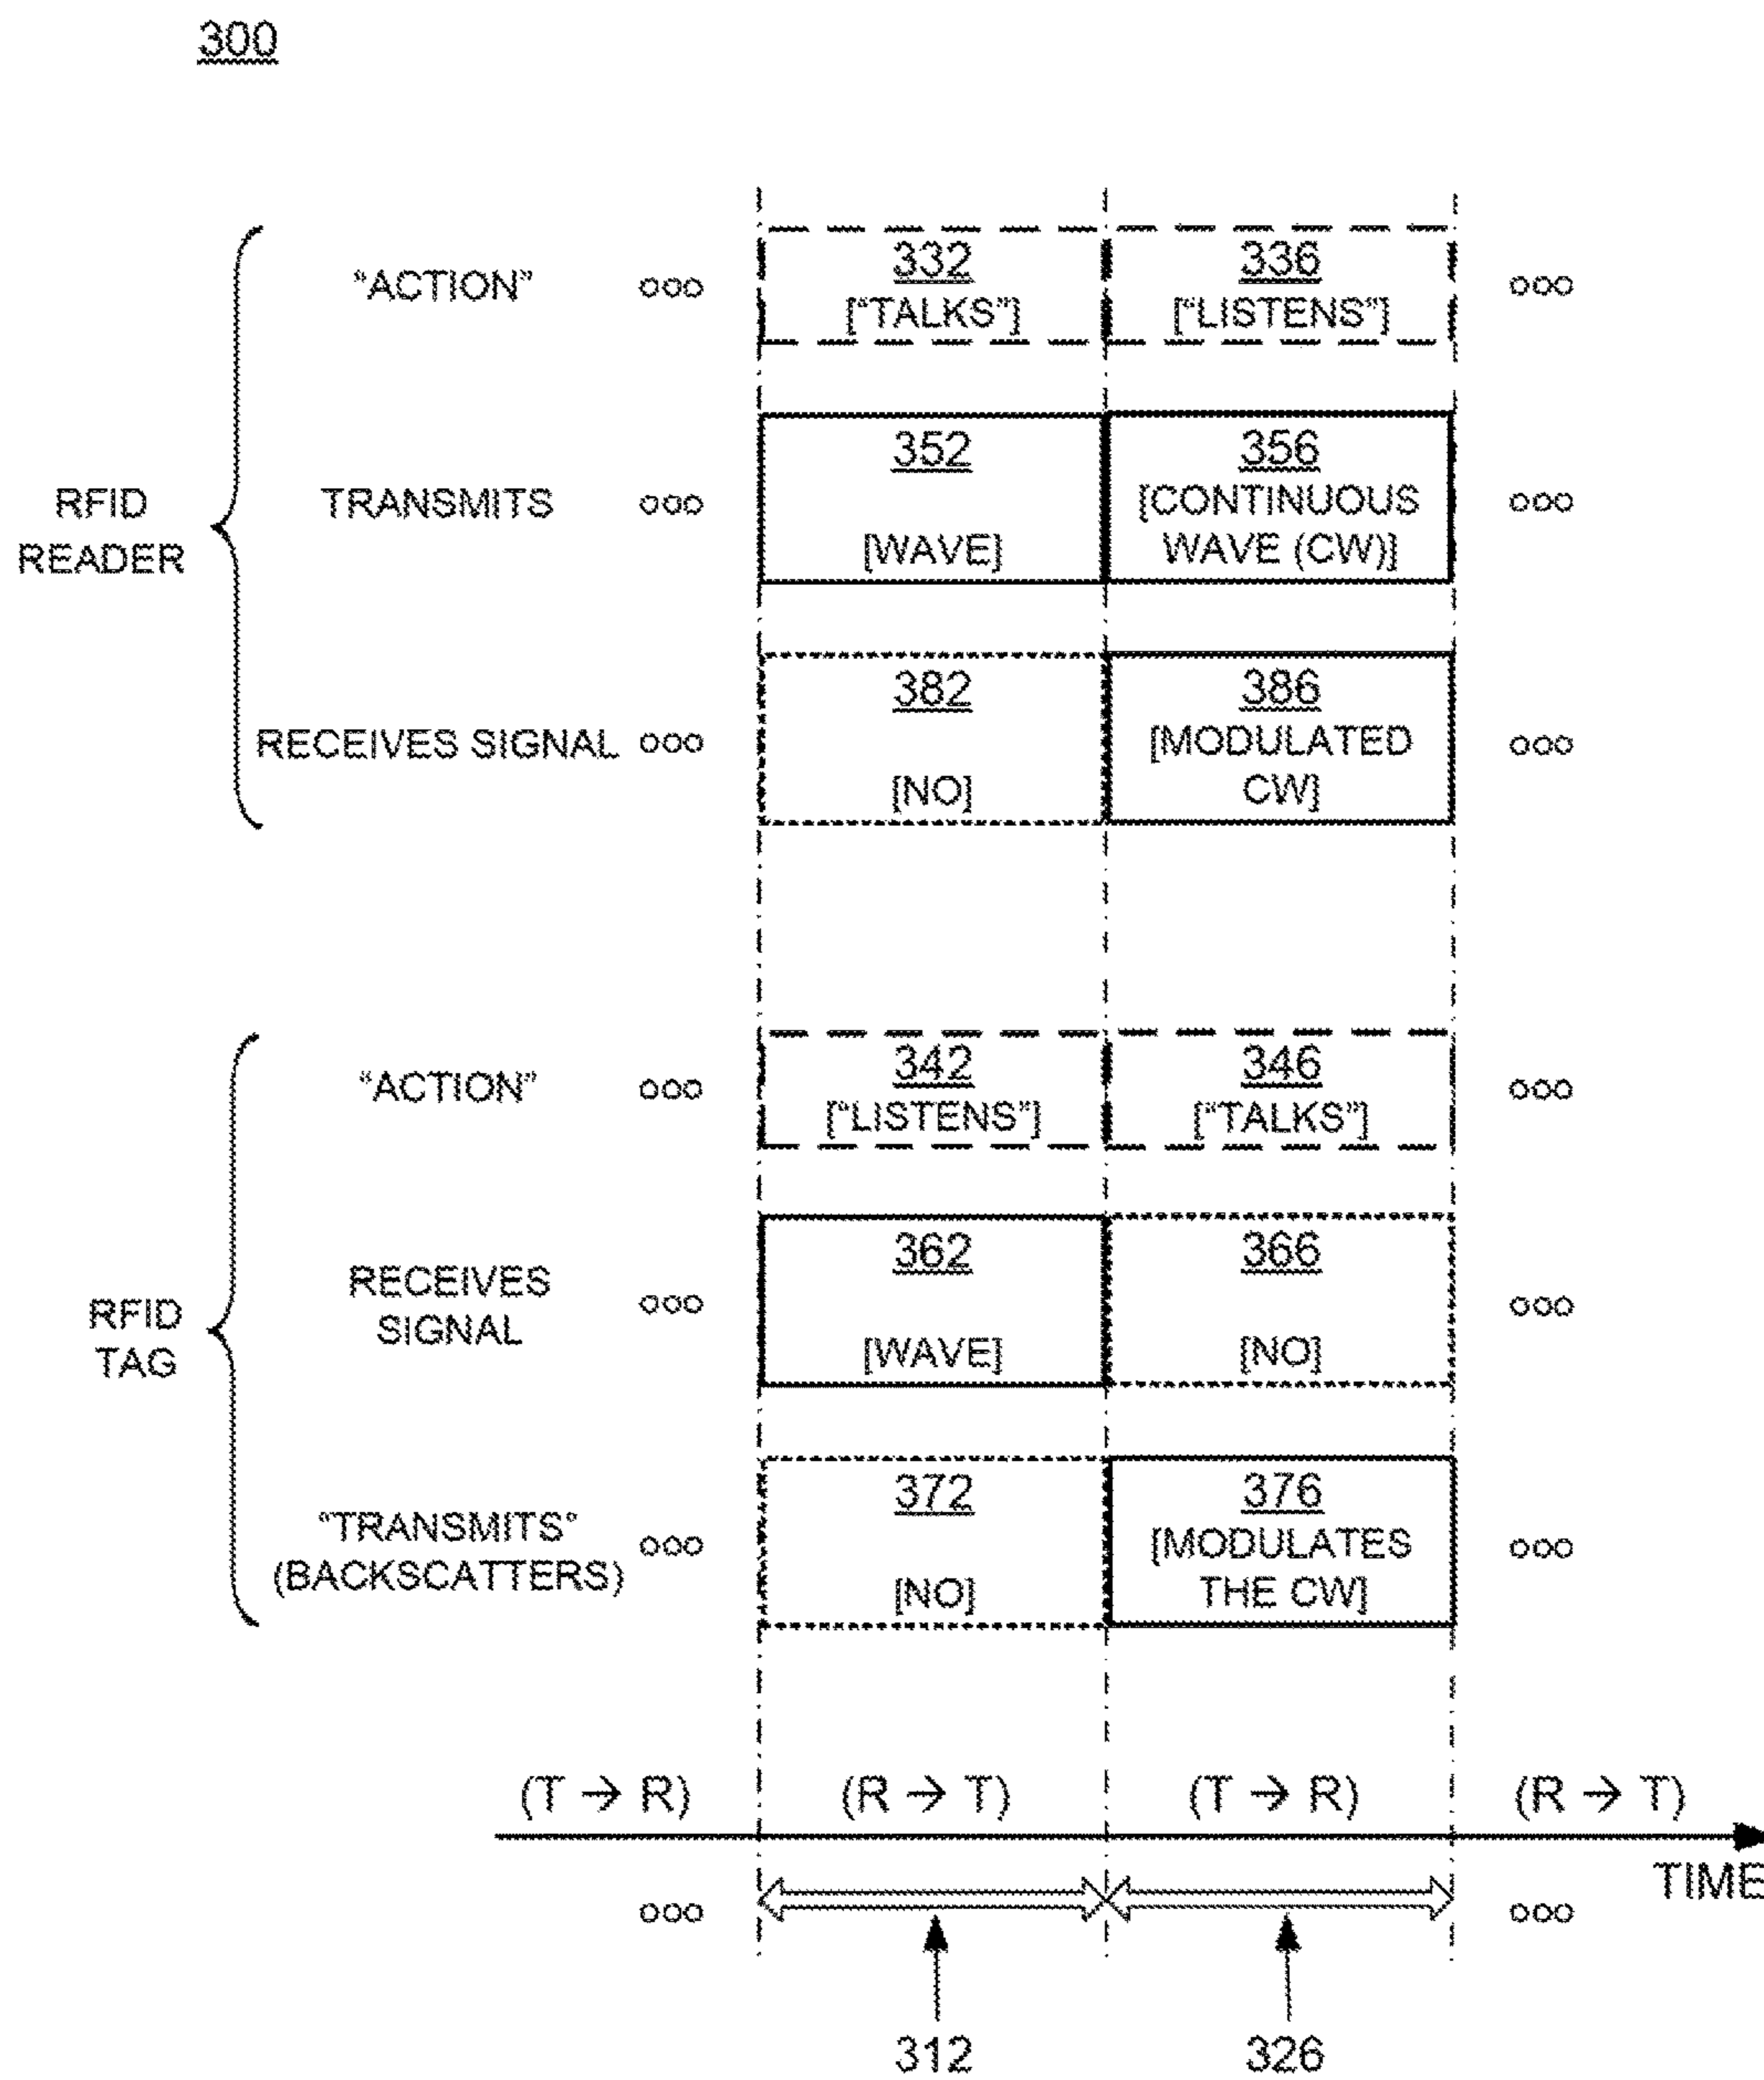 300
"ACTION"
ooo
332
["TALKS"]
336
["LISTENS"]
ooo
RFID
READER
TRANSMITS
ooo
352
[WAVE]
356
[CONTINUOUS
WAVE (CW)]
ooo
RECEIVES SIGNAL
ooo
382
[NO]
386
[MODULATED
CW]
ooo
RFID
TAG
"ACTION"
ooo
342
["LISTENS"]
346
["TALKS"]
ooo
RECEIVES
SIGNAL
ooo
362
[WAVE]
366
[NO]
ooo
"TRANSMITS"
(BACKSCATTERS)
ooo
372
[NO]
376
[MODULATES
THE CW]
ooo
(T → R)
(R → T)
(T → R)
(R → T)
TIME
ooo
ooo
312
326